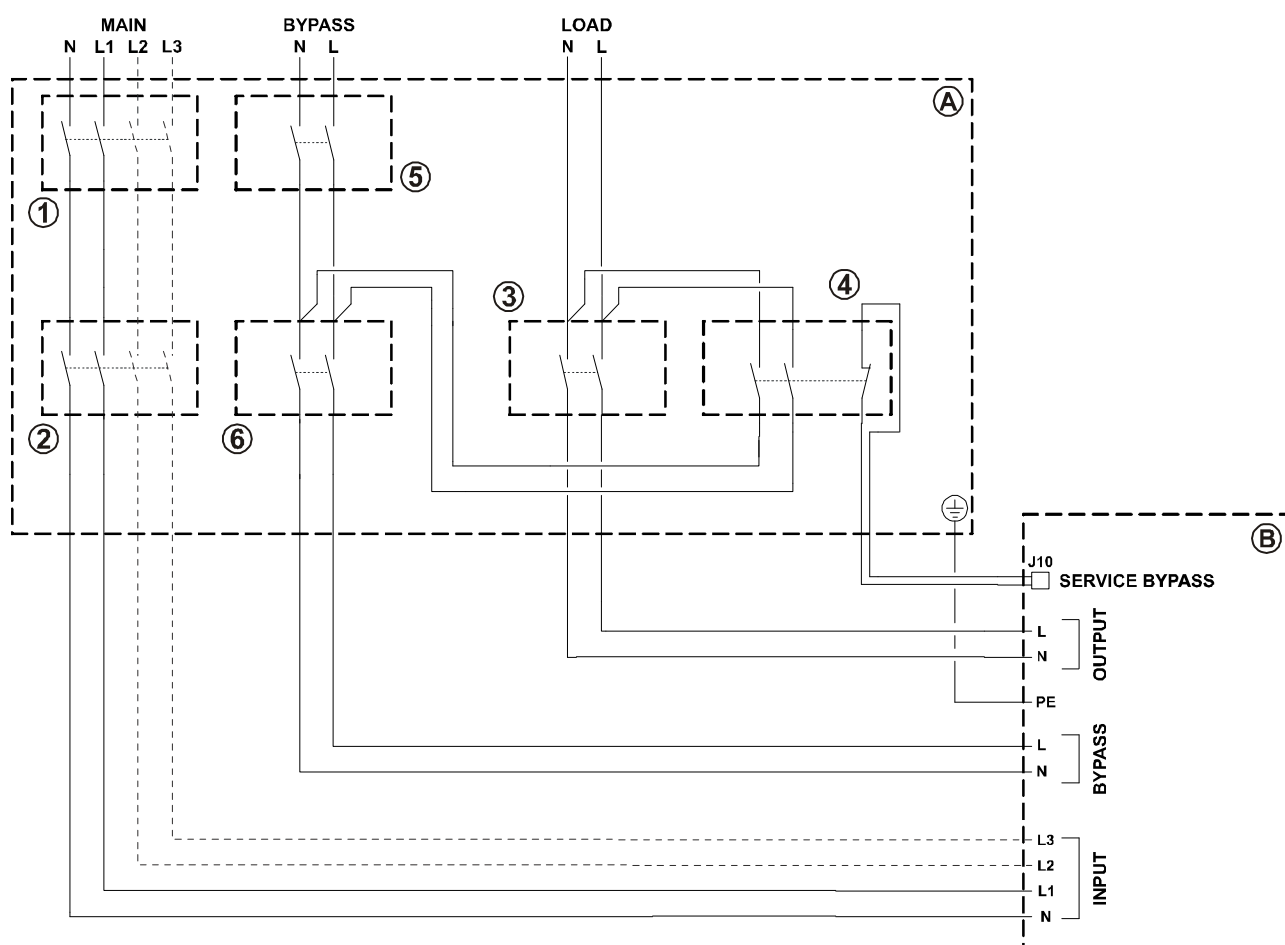 MAIN BYPASS LOAD
N L1 L2 L3 N L N L
A
5
1
4
3
2
6
B
J10
SERVICE BYPASS
L
N
OUTPUT
PE
L
N
BYPASS
L3
L2
L1
N
INPUT